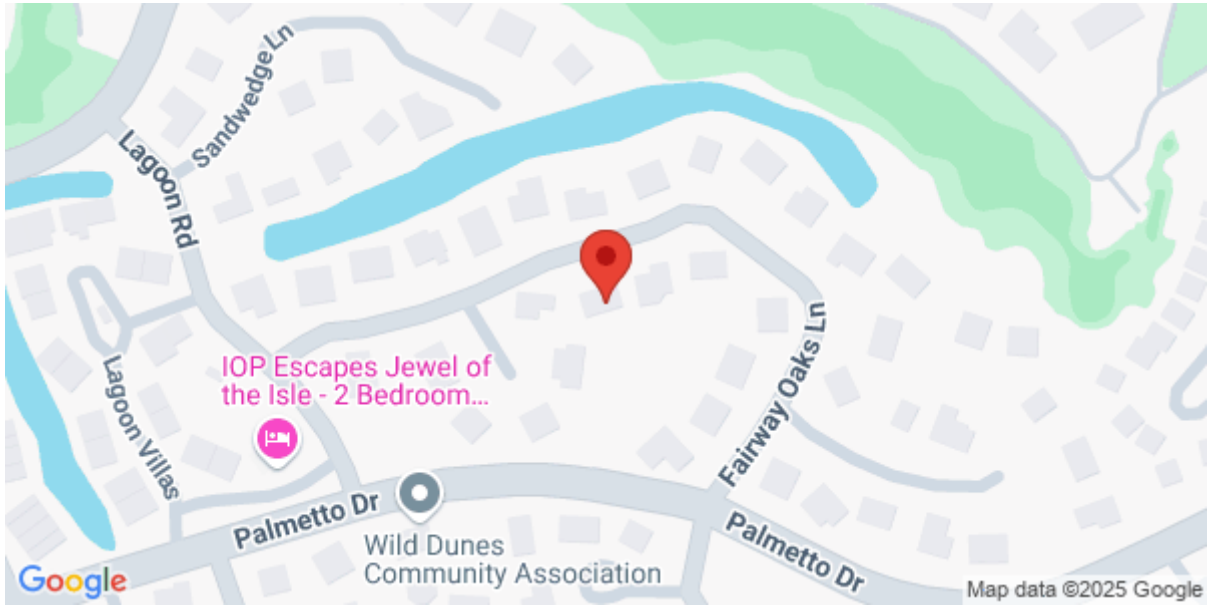 Sandwedge Ln
Lagoon Rd
IOP Escapes Jewel of
the Isle - 2 Bedroom...
Lagoon Villas
Fairway Oaks Ln
Palmetto Dr
Palmetto Dr
Wild Dunes
Community Association
Google
Map data ©2025 Google